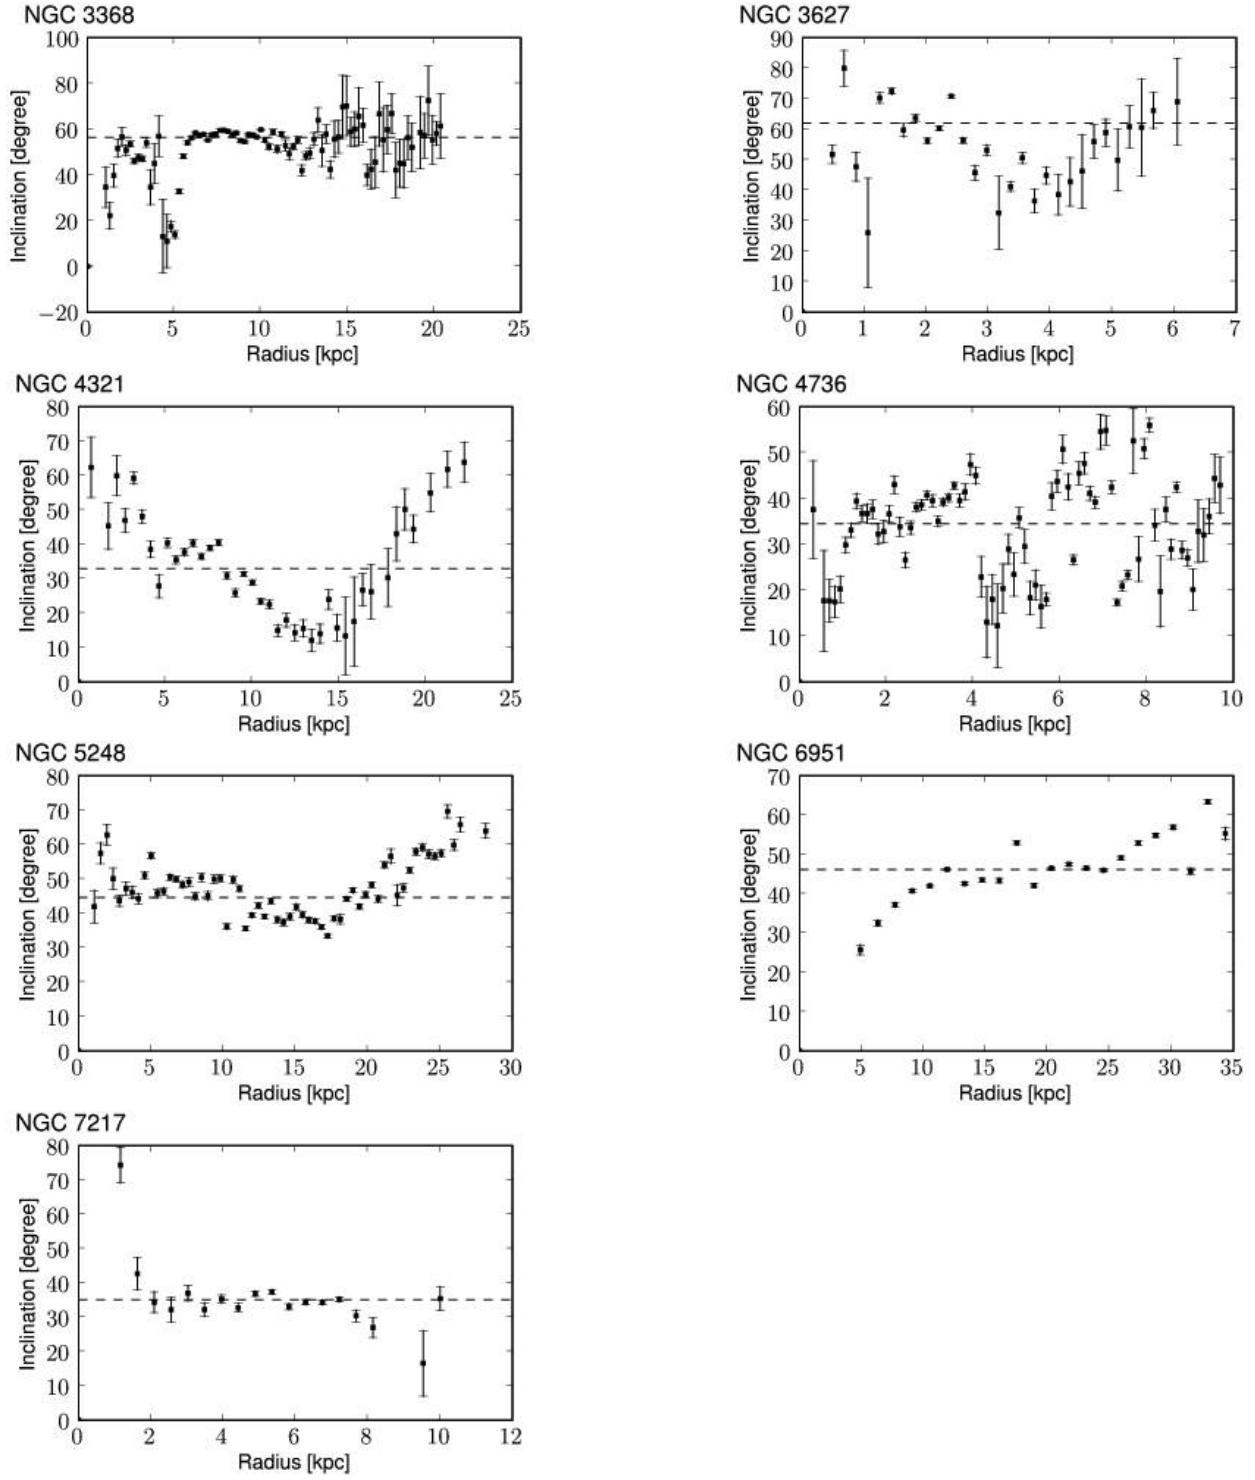 NGC 3368
100
80
60
40
20
0
−20
Inclination [degree]
0 5 10 15 20 25
Radius [kpc]
NGC 3627
90
80
70
60
50
40
30
20
10
0
Inclination [degree]
0 1 2 3 4 5 6 7
Radius [kpc]
NGC 4321
80
70
60
50
40
30
20
10
0
Inclination [degree]
0 5 10 15 20 25
Radius [kpc]
NGC 4736
60
50
40
30
20
10
0
Inclination [degree]
0 2 4 6 8 10
Radius [kpc]
NGC 5248
80
70
60
50
40
30
20
10
0
Inclination [degree]
0 5 10 15 20 25 30
Radius [kpc]
NGC 6951
70
60
50
40
30
20
10
0
Inclination [degree]
0 5 10 15 20 25 30 35
Radius [kpc]
NGC 7217
80
70
60
50
40
30
20
10
0
Inclination [degree]
0 2 4 6 8 10 12
Radius [kpc]